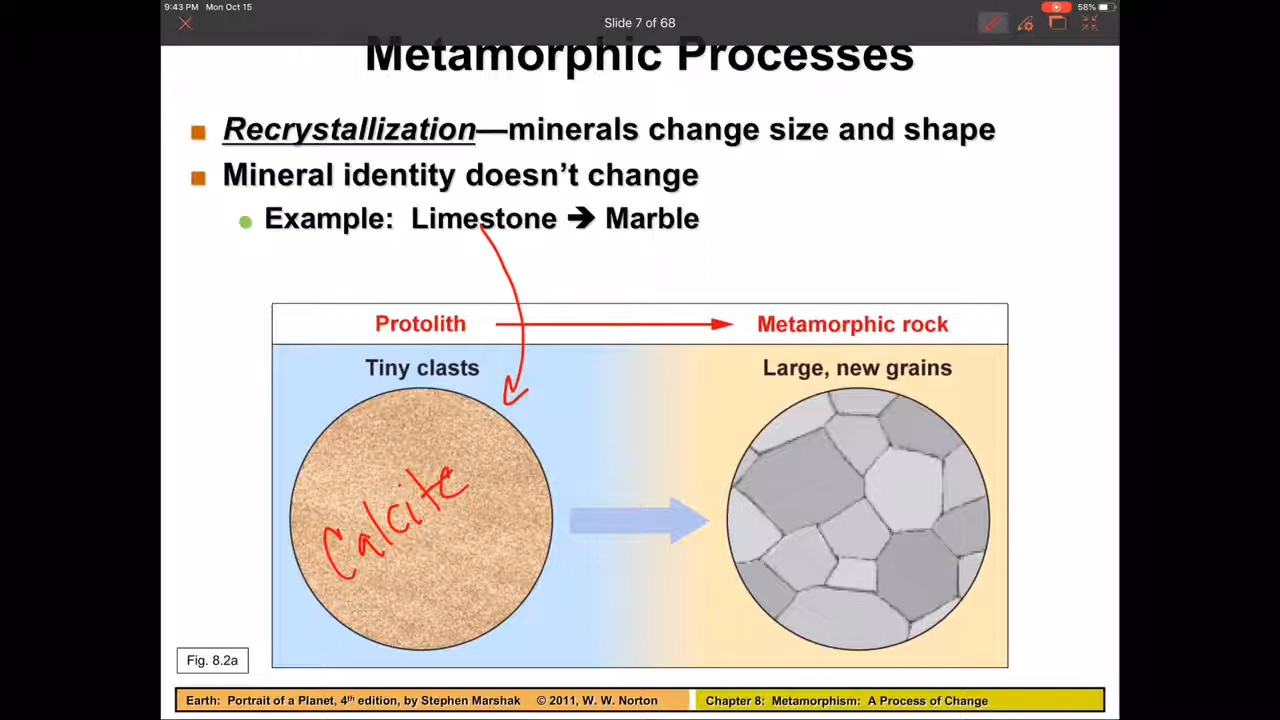 9:43 PM Mon Oct 15
58%
Slide 7 of 68
Metamorphic Processes
Recrystallization—minerals change size and shape
Mineral identity doesn't change
Example: Limestone ➔ Marble
Protolith
Metamorphic rock
Tiny clasts
Large, new grains
Calcite
Fig. 8.2a
Earth: Portrait of a Planet, 4th edition, by Stephen Marshak © 2011, W. W. Norton
Chapter 8: Metamorphism: A Process of Change